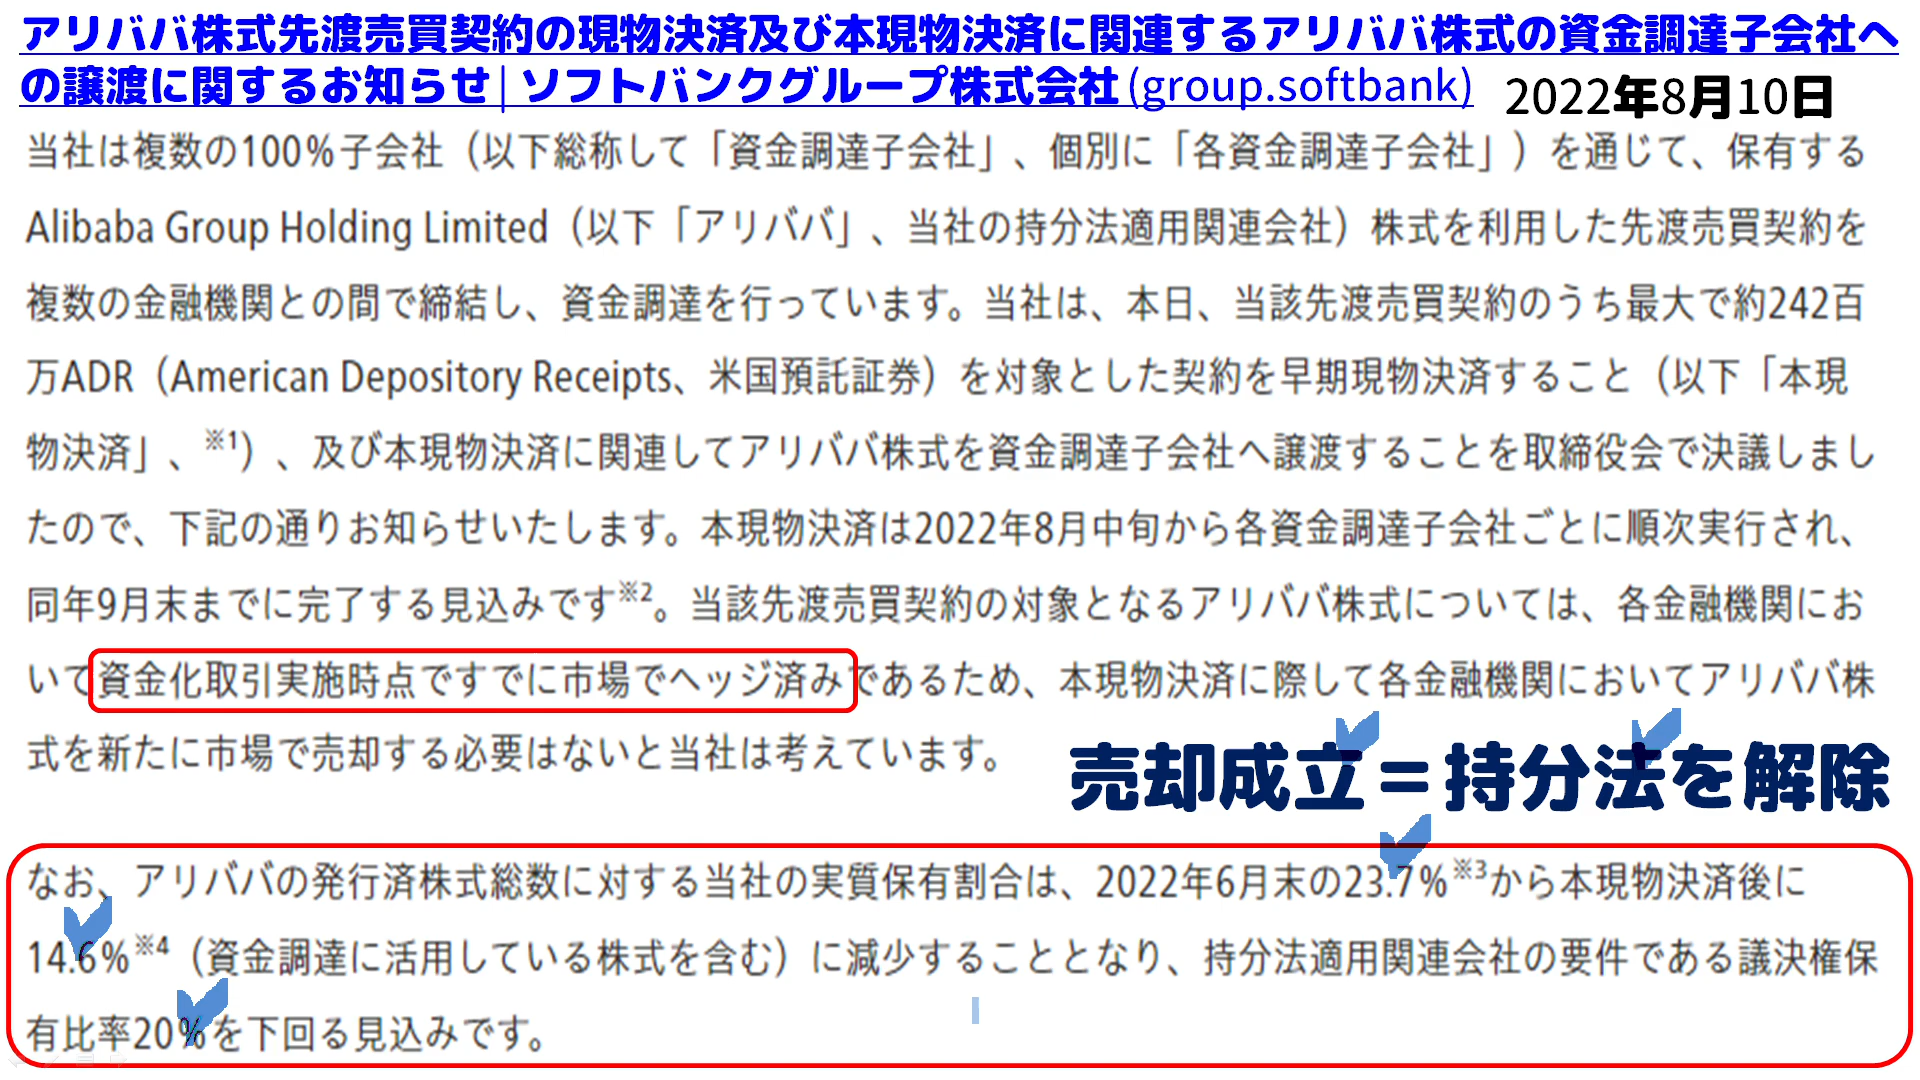 アリババ株式先渡売買契約の現物決済及び本現物決済に関連するアリババ株式の資金調達子会社へ
の譲渡に関するお知らせ | ソフトバンクグループ株式会社 (group.softbank) 2022年8月10日
当社は複数の100%子会社（以下総称して「資金調達子会社」、個別に「各資金調達子会社」）を通じて、保有する
Alibaba Group Holding Limited（以下「アリババ」、当社の持分法適用関連会社）株式を利用した先渡売買契約を
複数の金融機関との間で締結し、資金調達を行っています。当社は、本日、当該先渡売買契約のうち最大で約242百
万ADR（American Depository Receipts、米国預託証券）を対象とした契約を早期現物決済すること（以下「本現
物決済」、※1）、及び本現物決済に関連してアリババ株式を資金調達子会社へ譲渡することを取締役会で決議しまし
たので、下記の通りお知らせいたします。本現物決済は2022年8月中旬から各資金調達子会社ごとに順次実行され、
同年9月末までに完了する見込みです※2。当該先渡売買契約の対象となるアリババ株式については、各金融機関にお
いて資金化取引実施時点ですでに市場でヘッジ済みであるため、本現物決済に際して各金融機関においてアリババ株
式を新たに市場で売却する必要はないと当社は考えています。
売却成立＝持分法を解除
なお、アリババの発行済株式総数に対する当社の実質保有割合は、2022年6月末の23.7%※3から本現物決済後に
14.6%※4（資金調達に活用している株式を含む）に減少することとなり、持分法適用関連会社の要件である議決権保
有比率20%を下回る見込みです。